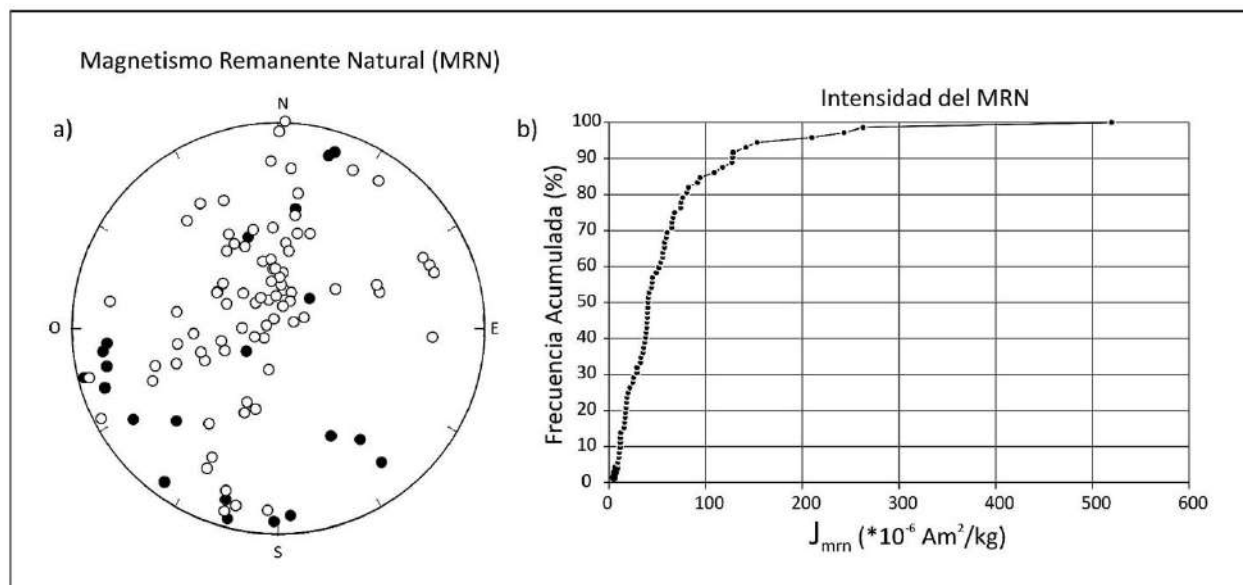 Magnetismo Remanente Natural (MRN)
a)
N
O
E
S
b)
Intensidad del MRN
Frecuencia Acumulada (%)
100
90
80
70
60
50
40
30
20
10
0
0 100 200 300 400 500 600
J_mrn (*10⁻⁶ Am²/kg)